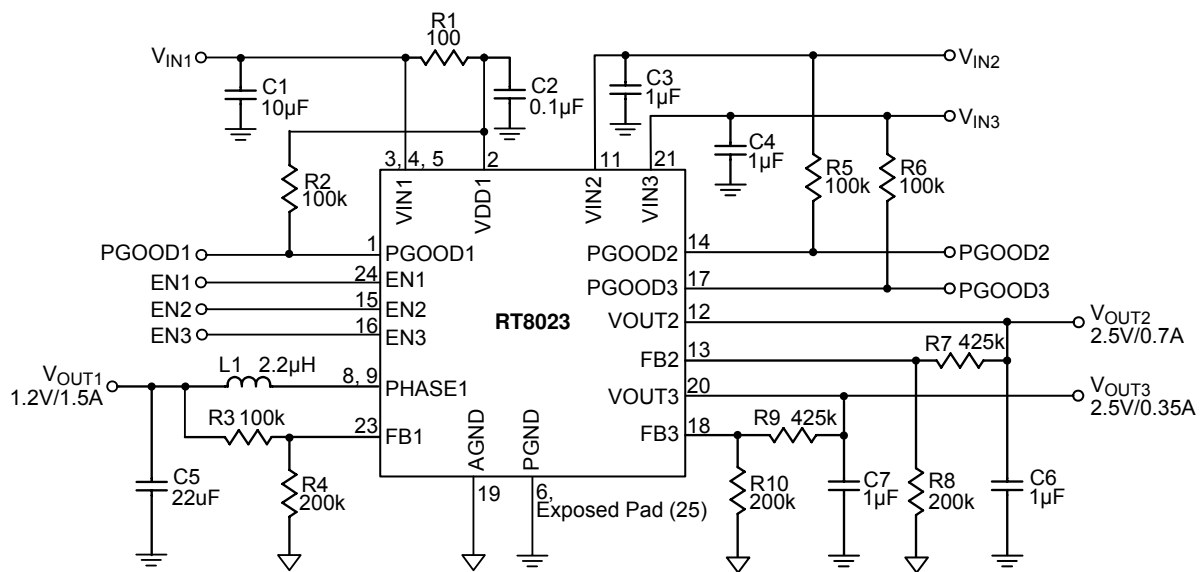 R1
100
V_IN1
C1
10µF
C2
0.1µF
C3
1µF
V_IN2
C4
1µF
V_IN3
R2
100k
R5
100k
R6
100k
3, 4, 5
2
11
21
VIN1
VDD1
VIN2
VIN3
PGOOD1
1
PGOOD1
EN1
24
EN1
EN2
15
EN2
EN3
16
EN3
RT8023
PGOOD2
14
PGOOD2
PGOOD3
17
PGOOD3
VOUT2
12
V_OUT2
2.5V/0.7A
FB2
13
R7 425k
V_OUT1
1.2V/1.5A
L1 2.2µH
8, 9
PHASE1
VOUT3
20
V_OUT3
2.5V/0.35A
R3 100k
23
FB1
FB3
18
R9 425k
AGND
PGND
C5
22uF
R4
200k
19
6,
Exposed Pad (25)
R10
200k
C7
1µF
R8
200k
C6
1µF